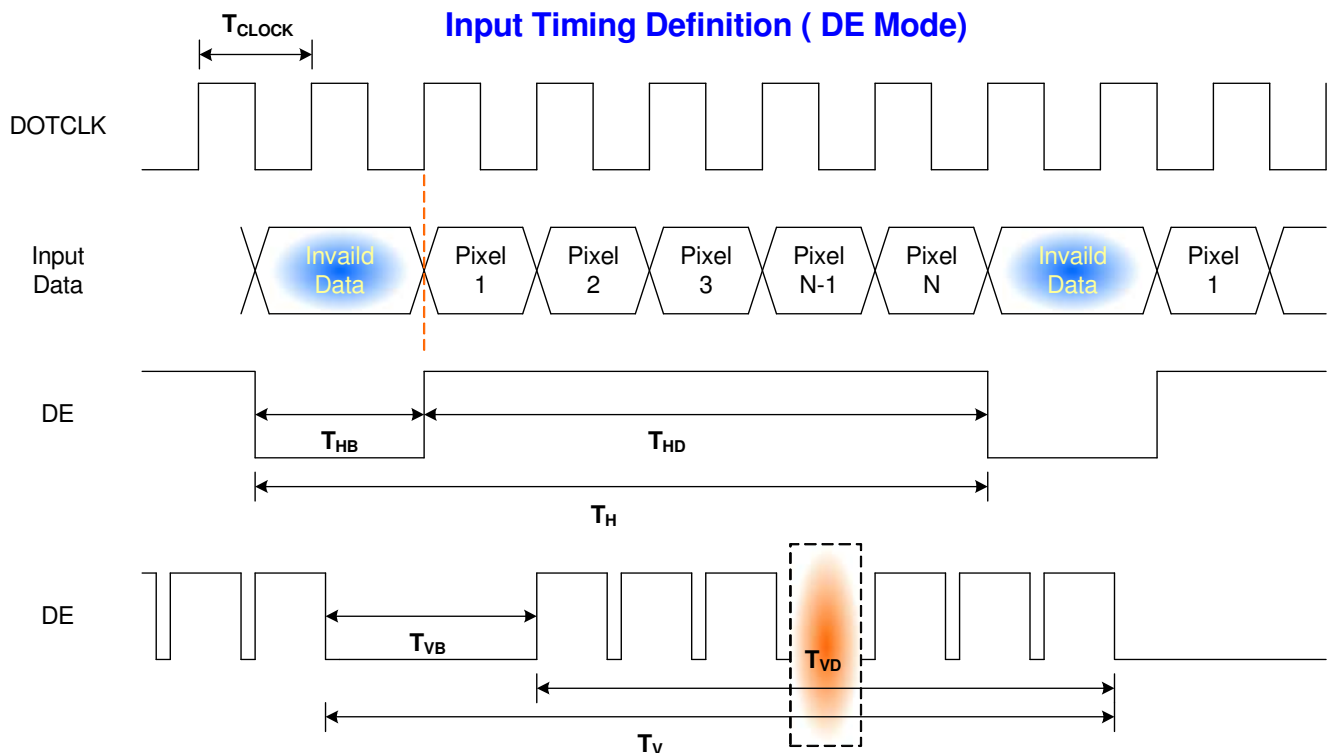 Input Timing Definition ( DE Mode)
TCLOCK
DOTCLK
Input
Data
Invaild
Data
Pixel
1
Pixel
2
Pixel
3
Pixel
N-1
Pixel
N
Invaild
Data
Pixel
1
DE
THB
THD
TH
DE
TVB
TVD
TV